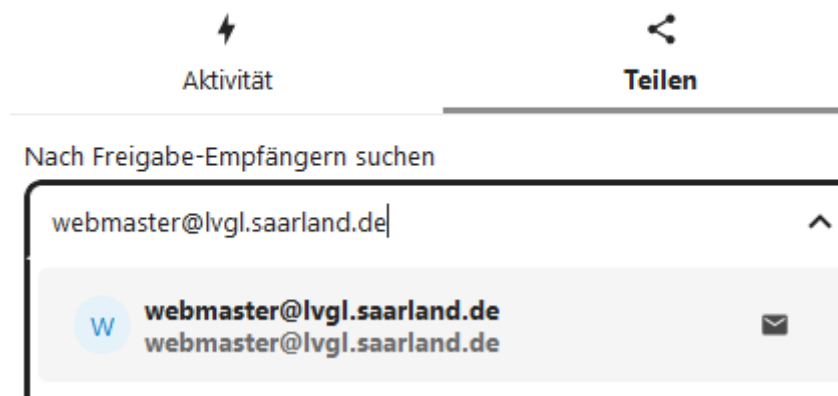 Aktivität
Teilen
Nach Freigabe-Empfängern suchen
webmaster@lvgl.saarland.de
W
webmaster@lvgl.saarland.de
webmaster@lvgl.saarland.de